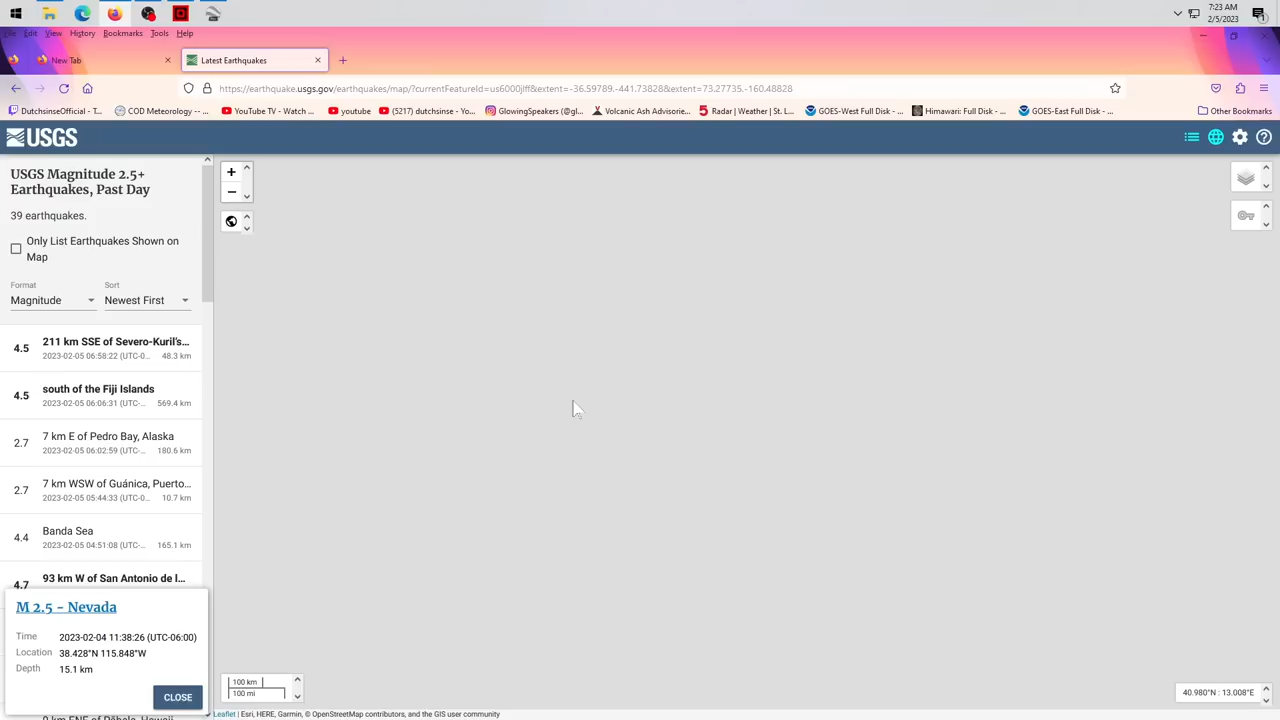 7:23 AM
2/5/2023
File Edit View History Bookmarks Tools Help
New Tab
Latest Earthquakes
https://earthquake.usgs.gov/earthquakes/map/?currentFeatureId=us6000jlff&extent=-36.59789,-441.73828&extent=73.27735,-160.48828
DutchsinseOfficial - T... COD Meteorology -- ... YouTube TV - Watch ... youtube (5217) dutchsinse - Yo... GlowingSpeakers (@gl... Volcanic Ash Advisorie... Radar | Weather | St. L... GOES-West Full Disk - ... Himawari: Full Disk - ... GOES-East Full Disk - ... Other Bookmarks
USGS
USGS Magnitude 2.5+
Earthquakes, Past Day
39 earthquakes.
Only List Earthquakes Shown on
Map
Format Sort
Magnitude Newest First
4.5 211 km SSE of Severo-Kuril's...
2023-02-05 06:58:22 (UTC-0... 48.3 km
4.5 south of the Fiji Islands
2023-02-05 06:06:31 (UTC-... 569.4 km
2.7 7 km E of Pedro Bay, Alaska
2023-02-05 06:02:59 (UTC-... 180.6 km
2.7 7 km WSW of Guánica, Puerto...
2023-02-05 05:44:33 (UTC-0... 10.7 km
4.4 Banda Sea
2023-02-05 04:51:08 (UTC-... 165.1 km
4.7 93 km W of San Antonio de l...
M 2.5 - Nevada
Time 2023-02-04 11:38:26 (UTC-06:00)
Location 38.428°N 115.848°W
Depth 15.1 km
CLOSE
9 km ENE of Pāhala, Hawaii
+
−
100 km
100 mi
40.980°N : 13.008°E
Leaflet | Esri, HERE, Garmin, © OpenStreetMap contributors, and the GIS user community